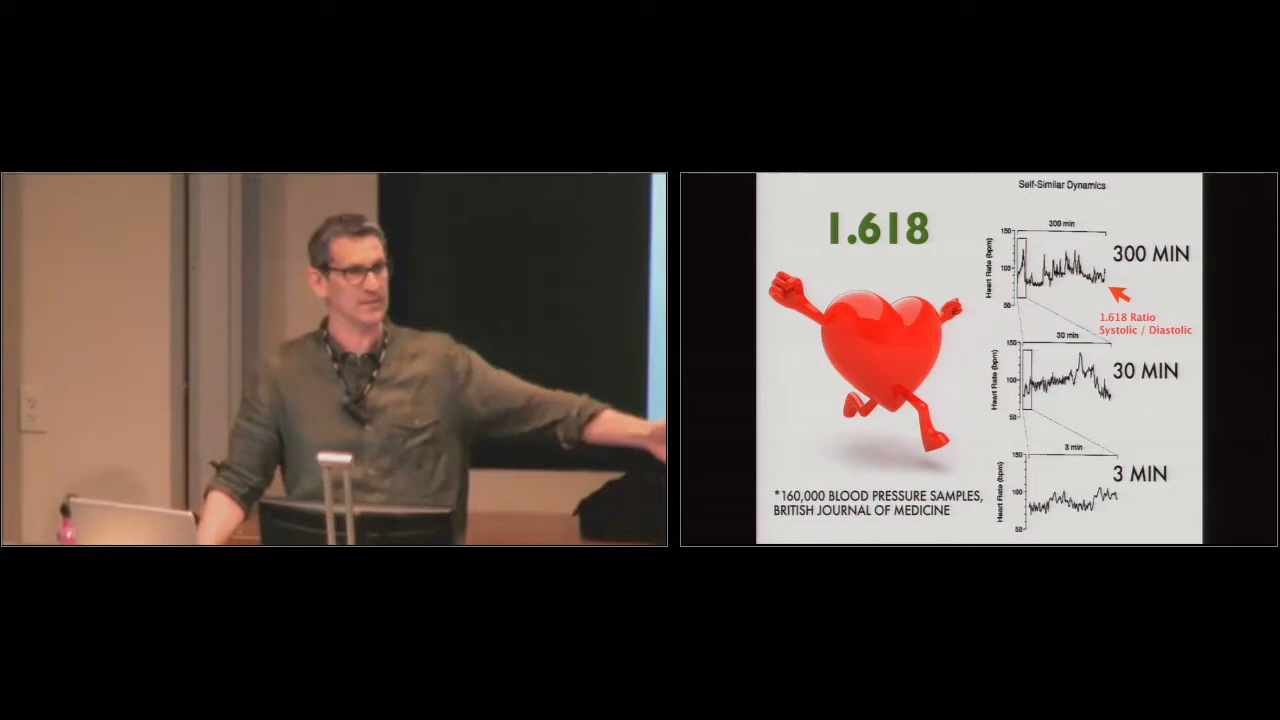 Self-Similar Dynamics
1.618
300 min
150
100
50
Heart Rate (bpm)
300 MIN
1.618 Ratio
Systolic / Diastolic
30 min
150
100
50
Heart Rate (bpm)
30 MIN
3 min
150
100
50
Heart Rate (bpm)
3 MIN
*160,000 BLOOD PRESSURE SAMPLES,
BRITISH JOURNAL OF MEDICINE